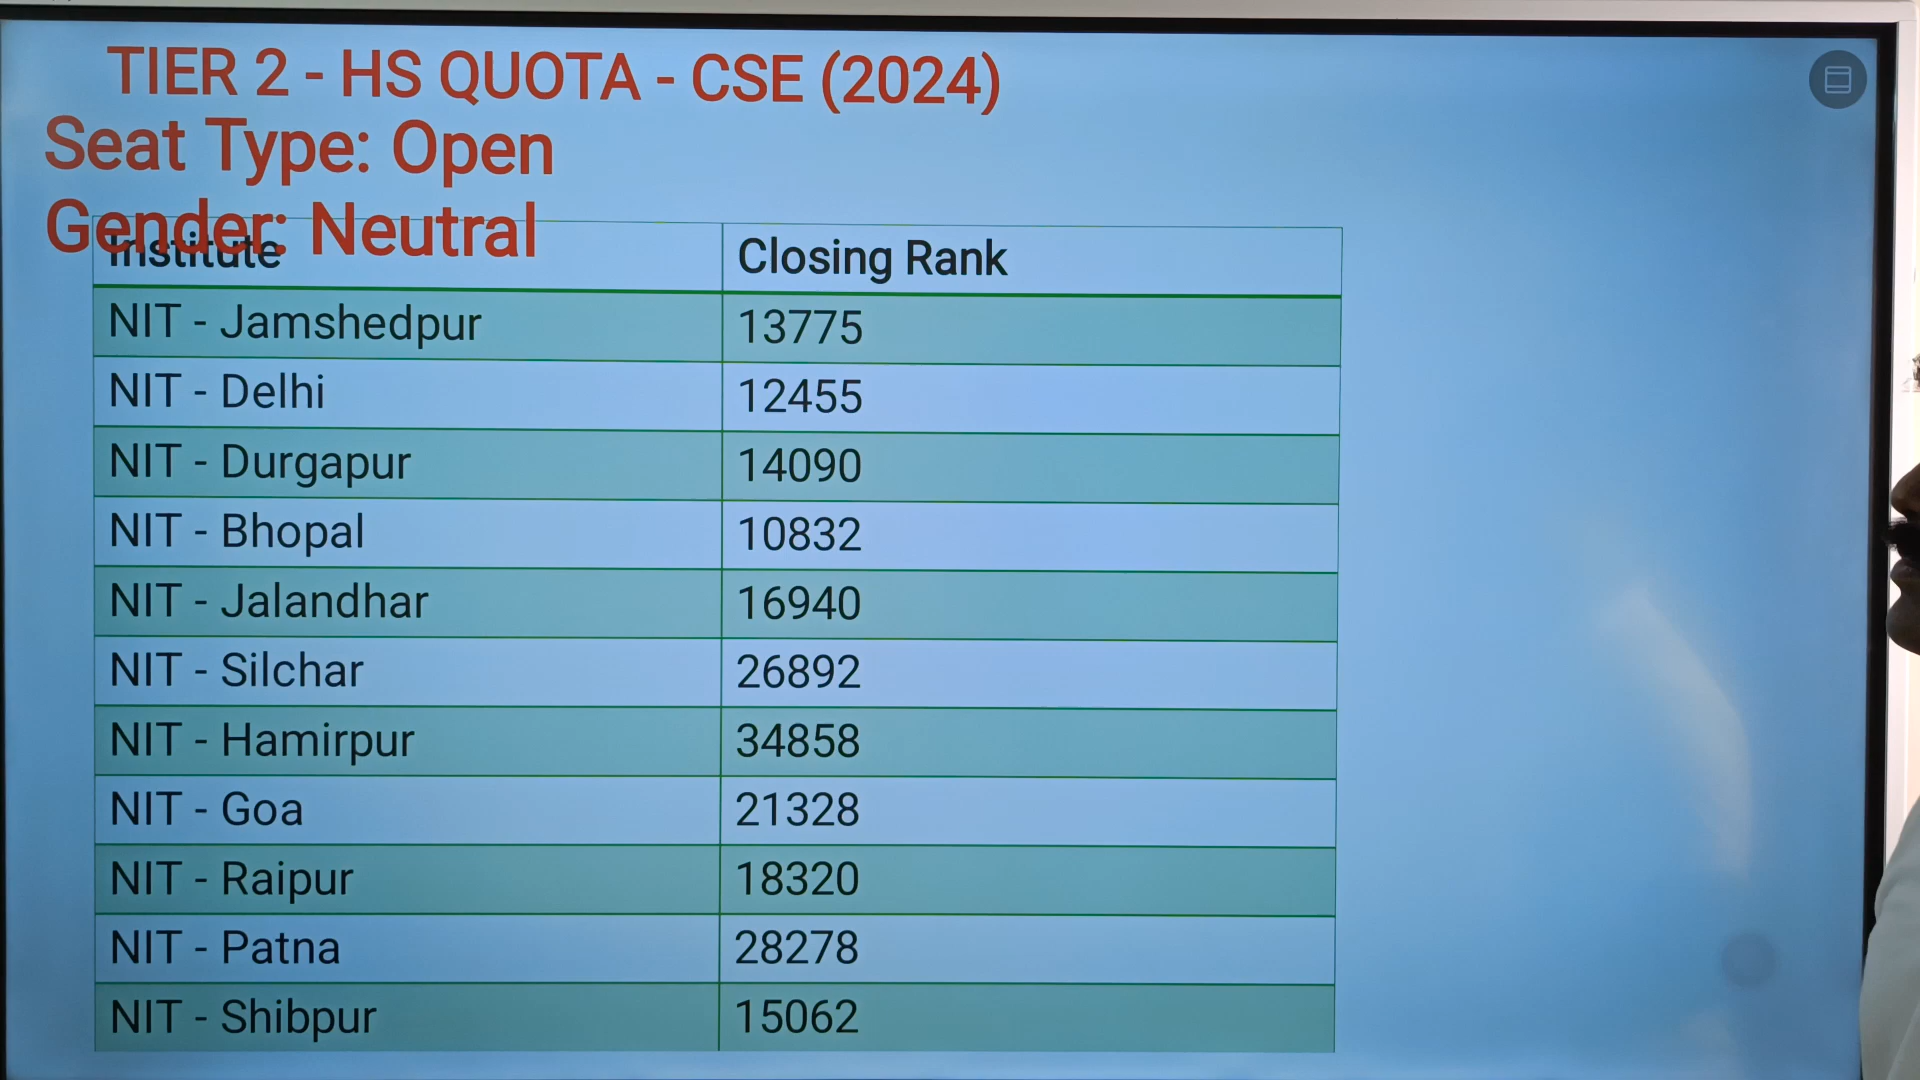 TIER 2 - HS QUOTA - CSE (2024)
Seat Type: Open
Gender: Neutral
Institute Closing Rank
NIT - Jamshedpur 13775
NIT - Delhi 12455
NIT - Durgapur 14090
NIT - Bhopal 10832
NIT - Jalandhar 16940
NIT - Silchar 26892
NIT - Hamirpur 34858
NIT - Goa 21328
NIT - Raipur 18320
NIT - Patna 28278
NIT - Shibpur 15062